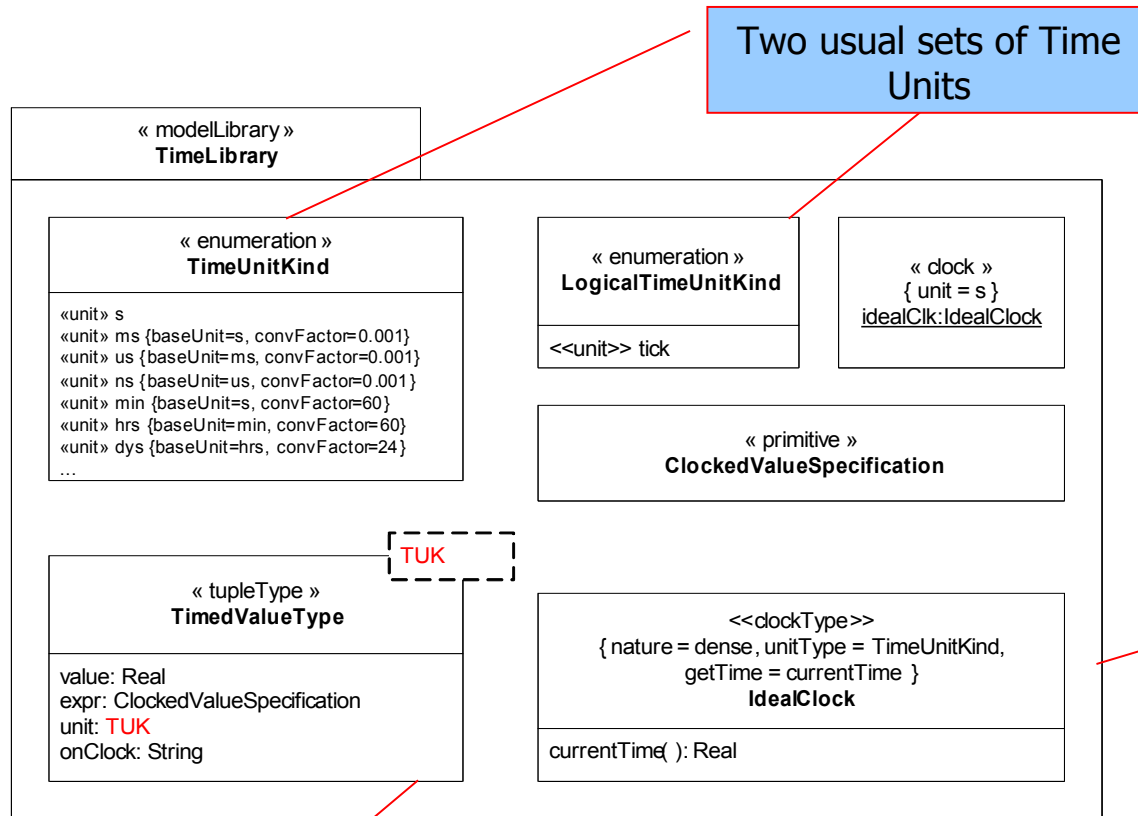 Two usual sets of Time
Units
« modelLibrary »
TimeLibrary
« enumeration »
TimeUnitKind
«unit» s
«unit» ms {baseUnit=s, convFactor=0.001}
«unit» us {baseUnit=ms, convFactor=0.001}
«unit» ns {baseUnit=us, convFactor=0.001}
«unit» min {baseUnit=s, convFactor=60}
«unit» hrs {baseUnit=min, convFactor=60}
«unit» dys {baseUnit=hrs, convFactor=24}
...
« enumeration »
LogicalTimeUnitKind
<<unit>> tick
« clock »
{ unit = s }
idealClk:IdealClock
« primitive »
ClockedValueSpecification
TUK
« tupleType »
TimedValueType
value: Real
expr: ClockedValueSpecification
unit: TUK
onClock: String
<<clockType>>
{ nature = dense, unitType = TimeUnitKind,
getTime = currentTime }
IdealClock
currentTime( ): Real